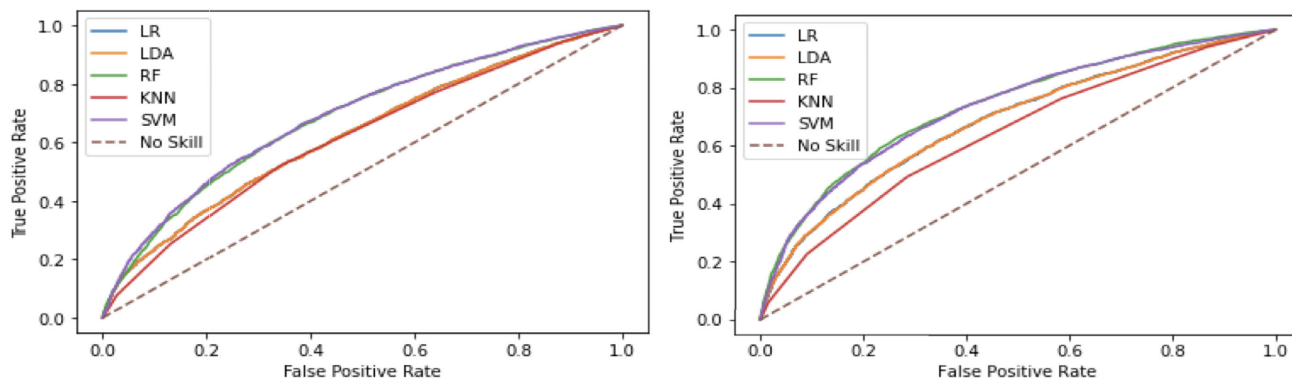 1.0
0.8
0.6
0.4
0.2
0.0
True Positive Rate
LR
LDA
RF
KNN
SVM
No Skill
0.0 0.2 0.4 0.6 0.8 1.0
False Positive Rate
1.0
0.8
0.6
0.4
0.2
0.0
True Positive Rate
LR
LDA
RF
KNN
SVM
No Skill
0.0 0.2 0.4 0.6 0.8 1.0
False Positive Rate